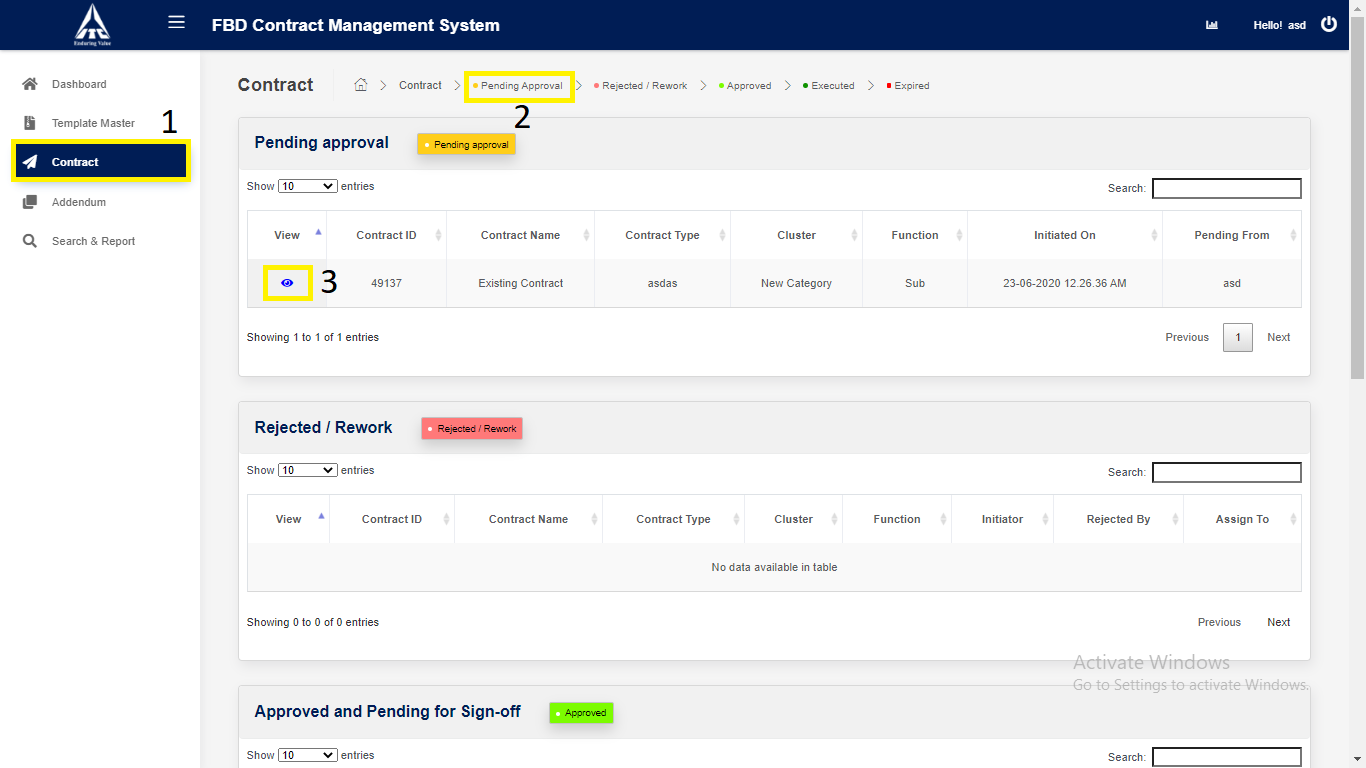 ITC
Enduring Value
FBD Contract Management System
Hello! asd
Dashboard
Template Master
1
Contract
Addendum
Search & Report
Contract
Contract
Pending Approval
Rejected / Rework
Approved
Executed
Expired
2
Pending approval
Pending approval
Show 10 entries
Search:
View Contract ID Contract Name Contract Type Cluster Function Initiated On Pending From
3 49137 Existing Contract asdas New Category Sub 23-06-2020 12.26.36 AM asd
Showing 1 to 1 of 1 entries
Previous 1 Next
Rejected / Rework
Rejected / Rework
Show 10 entries
Search:
View Contract ID Contract Name Contract Type Cluster Function Initiator Rejected By Assign To
No data available in table
Showing 0 to 0 of 0 entries
Previous Next
Activate Windows
Go to Settings to activate Windows.
Approved and Pending for Sign-off
Approved
Show 10 entries
Search: